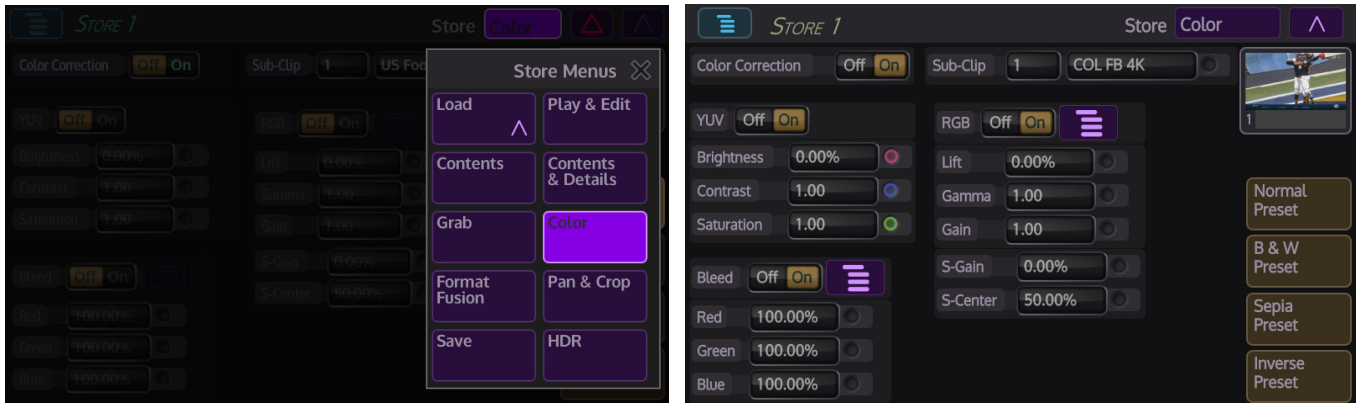 STORE 1
Store Color
Color Correction Off On
Sub-Clip 1 US Foo
YUV Off On
RGB Off On
Brightness 0.00%
Contrast 1.00
Saturation 1.00
Lift 0.00%
Gamma 1.00
Gain 1.00
S-Gain 0.00%
S-Center 50.00%
Bleed Off On
Red 100.00%
Green 100.00%
Blue 100.00%
Store Menus
Load
Play & Edit
Contents
Contents
& Details
Grab
Color
Format
Fusion
Pan & Crop
Save
HDR
STORE 1
Store Color
Color Correction Off On
Sub-Clip 1 COL FB 4K
1
YUV Off On
RGB Off On
Brightness 0.00%
Contrast 1.00
Saturation 1.00
Lift 0.00%
Gamma 1.00
Gain 1.00
S-Gain 0.00%
S-Center 50.00%
Bleed Off On
Red 100.00%
Green 100.00%
Blue 100.00%
Normal
Preset
B & W
Preset
Sepia
Preset
Inverse
Preset